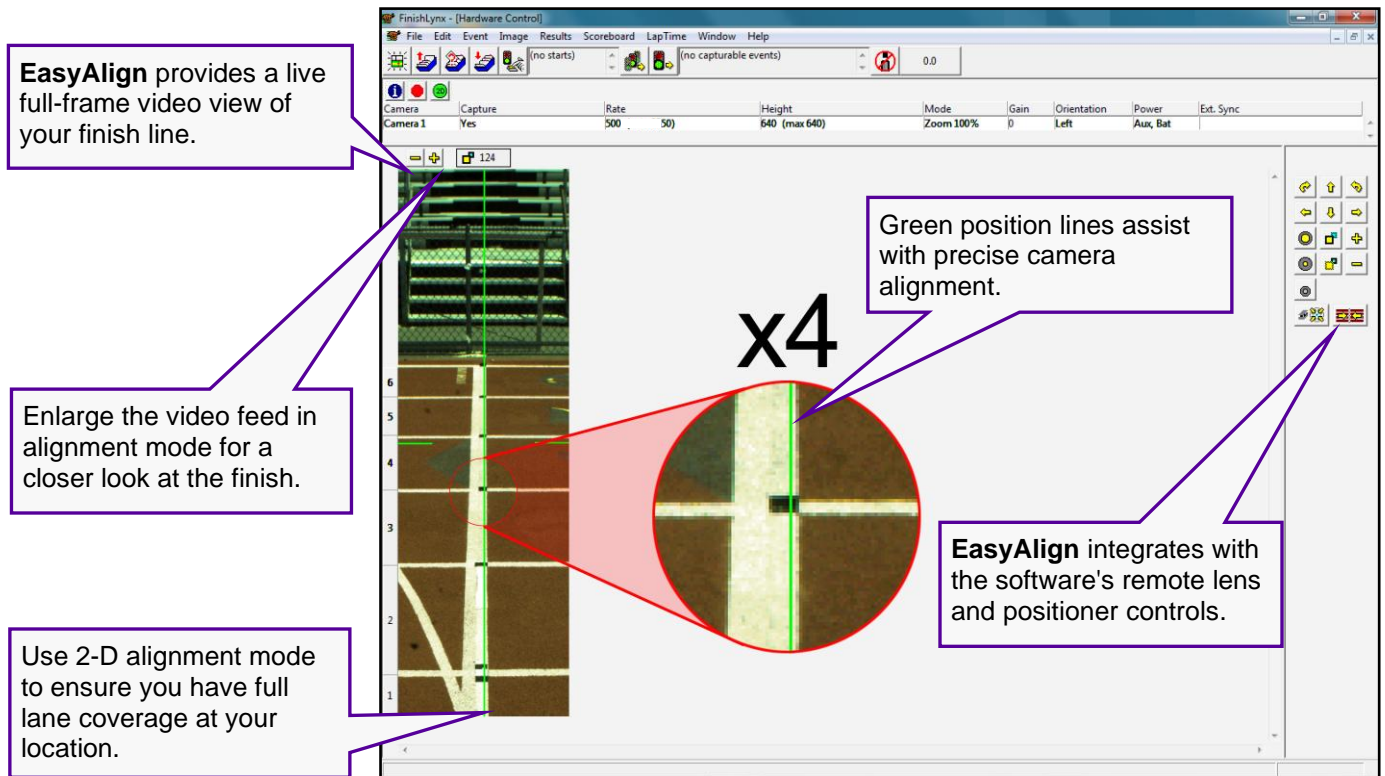 FinishLynx - [Hardware Control]
File Edit Event Image Results Scoreboard LapTime Window Help
(no starts)
(no capturable events)
0.0
2D
Camera Capture Rate Height Mode Gain Orientation Power Ext. Sync
Camera 1 Yes 500 50) 640 (max 640) Zoom 100% 0 Left Aux, Bat
124
6
5
4
3
2
1
x4
EasyAlign provides a live
full-frame video view of
your finish line.
Enlarge the video feed in
alignment mode for a
closer look at the finish.
Use 2-D alignment mode
to ensure you have full
lane coverage at your
location.
Green position lines assist
with precise camera
alignment.
EasyAlign integrates with
the software's remote lens
and positioner controls.